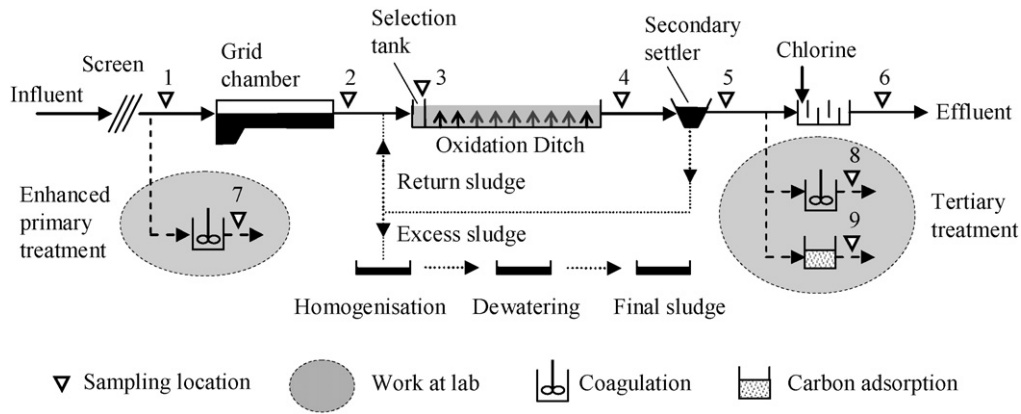 Selection
tank
Secondary
settler
Screen
Grid
chamber
Chlorine
1
2
3
4
5
6
Influent
Effluent
Oxidation Ditch
Return sludge
Enhanced
primary
treatment
7
8
9
Tertiary
treatment
Excess sludge
Homogenisation
Dewatering
Final sludge
Sampling location
Work at lab
Coagulation
Carbon adsorption